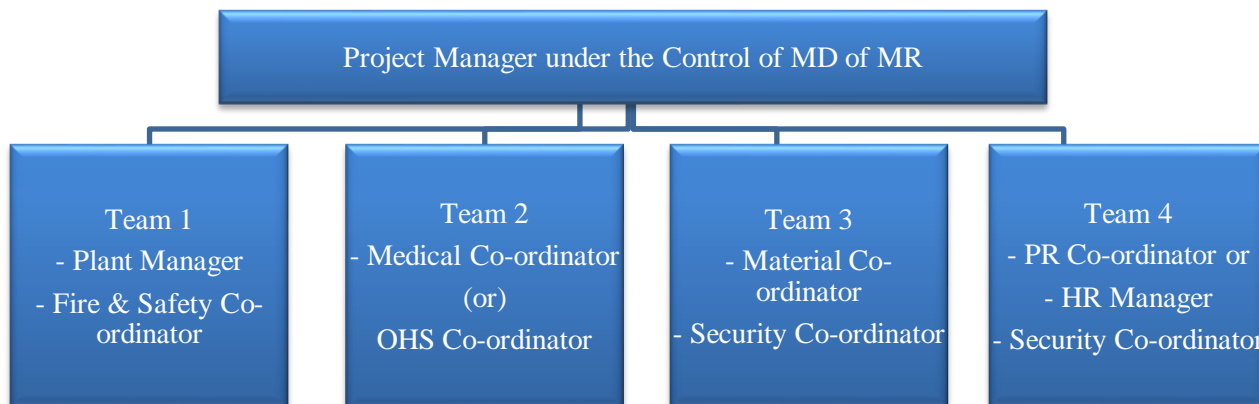 Project Manager under the Control of MD of MR
Team 1
- Plant Manager
- Fire & Safety Co-
ordinator
Team 2
- Medical Co-ordinator
(or)
OHS Co-ordinator
Team 3
- Material Co-
ordinator
- Security Co-ordinator
Team 4
- PR Co-ordinator or
- HR Manager
- Security Co-ordinator